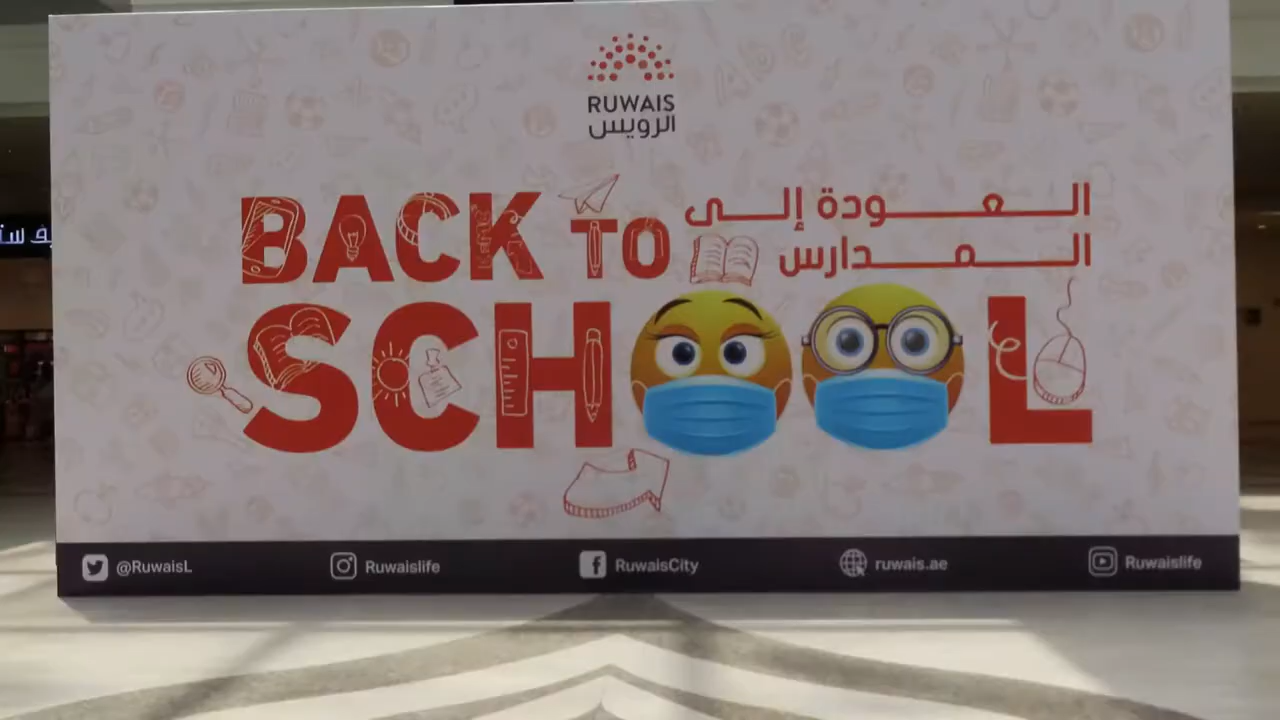 RUWAIS
الرويس
BACK TO
SCHOOL
العودة إلى
المدارس
@RuwaisL
Ruwaislife
RuwaisCity
ruwais.ae
Ruwaislife